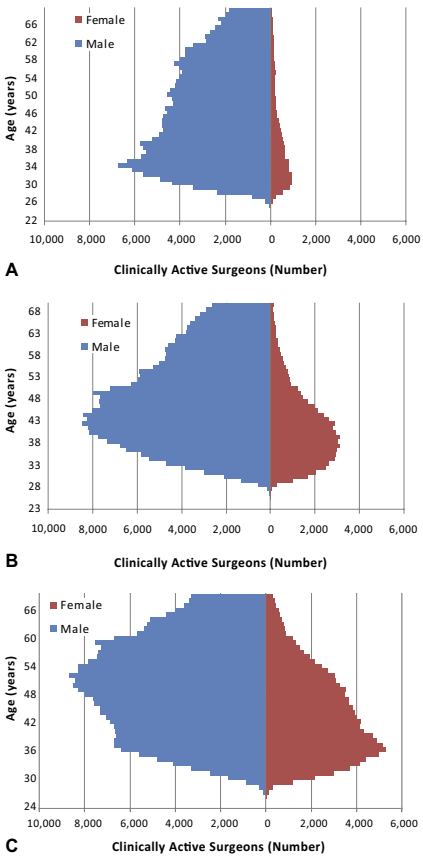 66
Female
62
Male
58
54
50
46
42
38
34
30
26
22
Age (years)
10,000 8,000 6,000 4,000 2,000 0 2,000 4,000 6,000
A Clinically Active Surgeons (Number)
68
Female
63
Male
58
53
48
43
38
33
28
23
Age (years)
10,000 8,000 6,000 4,000 2,000 0 2,000 4,000 6,000
B Clinically Active Surgeons (Number)
66
Female
Male
60
54
48
42
36
30
24
Age (years)
10,000 8,000 6,000 4,000 2,000 0 2,000 4,000 6,000
C Clinically Active Surgeons (Number)